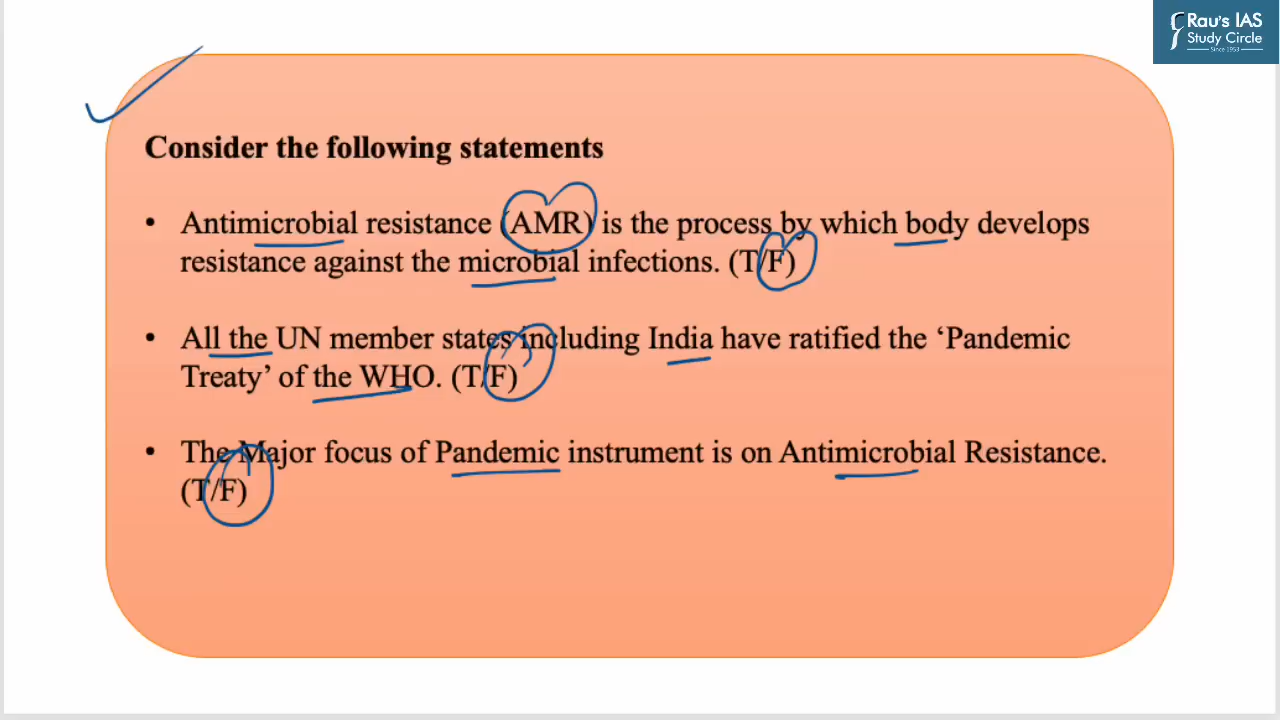 Rau's IAS
Study Circle
Since 1953
Consider the following statements
• Antimicrobial resistance (AMR) is the process by which body develops
resistance against the microbial infections. (T/F)
• All the UN member states including India have ratified the ‘Pandemic
Treaty’ of the WHO. (T/F)
• The Major focus of Pandemic instrument is on Antimicrobial Resistance.
(T/F)